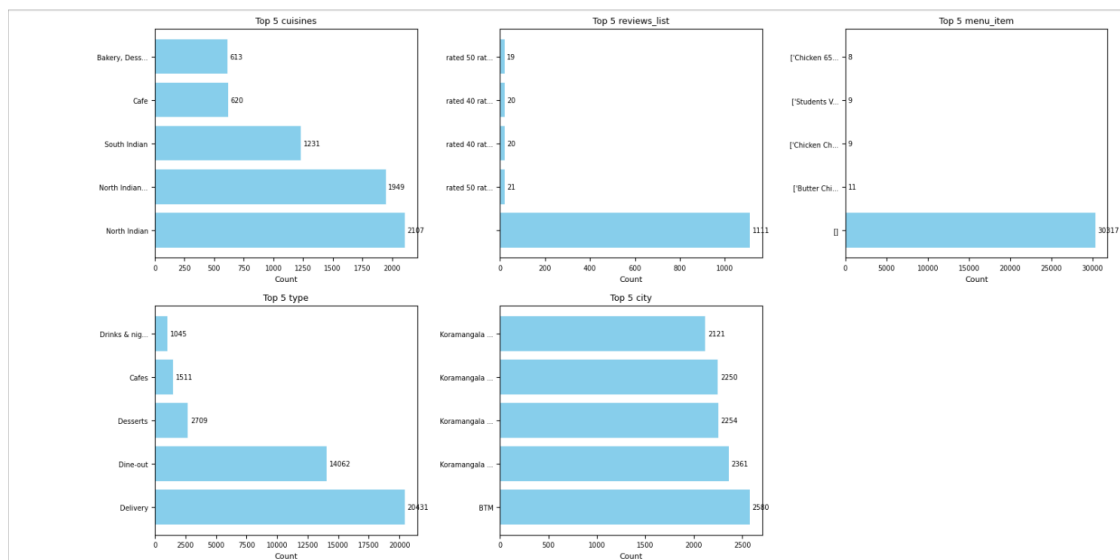 Top 5 cuisines
Bakery, Dess...
613
Cafe
620
South Indian
1231
North Indian...
1949
North Indian
2107
0 250 500 750 1000 1250 1500 1750 2000
Count
Top 5 reviews_list
rated 50 rat...
19
rated 40 rat...
20
rated 40 rat...
20
rated 50 rat...
21
1111
0 200 400 600 800 1000
Count
Top 5 menu_item
['Chicken 65...
8
['Students V...
9
['Chicken Ch...
9
['Butter Chi...
11
[]
30317
0 5000 10000 15000 20000 25000 30000
Count
Top 5 type
Drinks & nig...
1045
Cafes
1511
Desserts
2709
Dine-out
14062
Delivery
20431
0 2500 5000 7500 10000 12500 15000 17500 20000
Count
Top 5 city
Koramangala ...
2121
Koramangala ...
2250
Koramangala ...
2254
Koramangala ...
2361
BTM
2580
0 500 1000 1500 2000 2500
Count